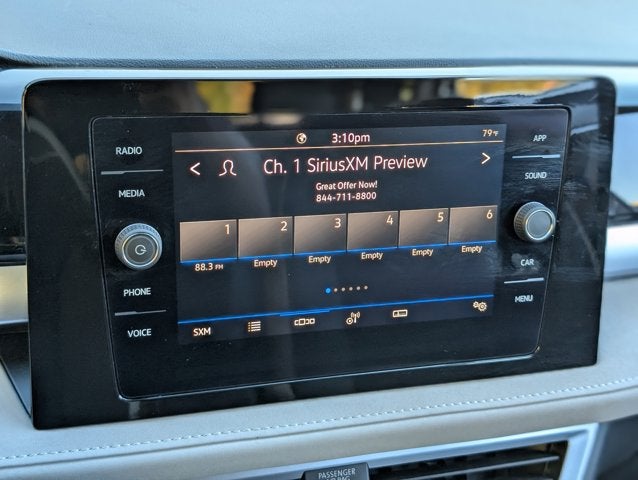 3:10pm
79°F
< Ch. 1 SiriusXM Preview >
Great Offer Now!
844-711-8800
1 2 3 4 5 6
88.3 FM Empty Empty Empty Empty Empty
SXM
RADIO
MEDIA
PHONE
VOICE
APP
SOUND
CAR
MENU
PASSENGER